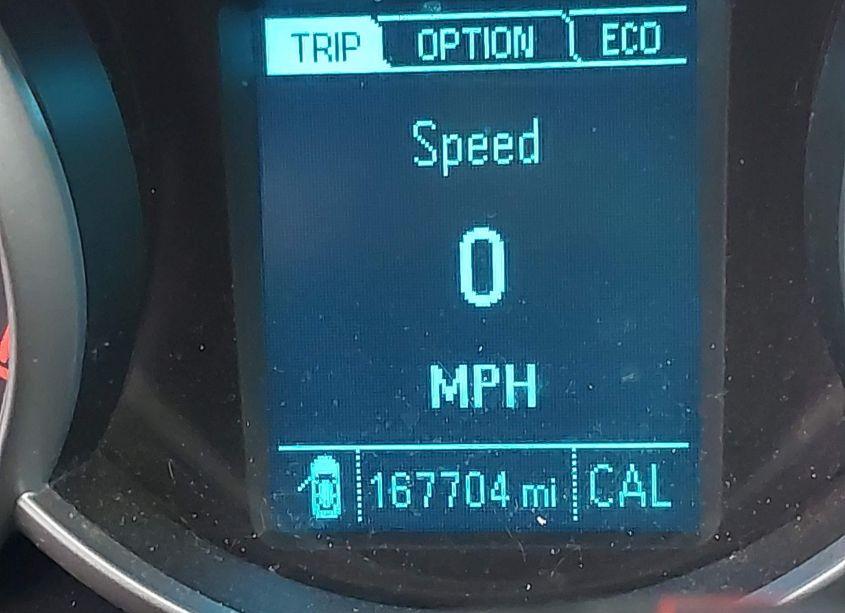 TRIP OPTION ECO
Speed
0
MPH
167704 mi CAL